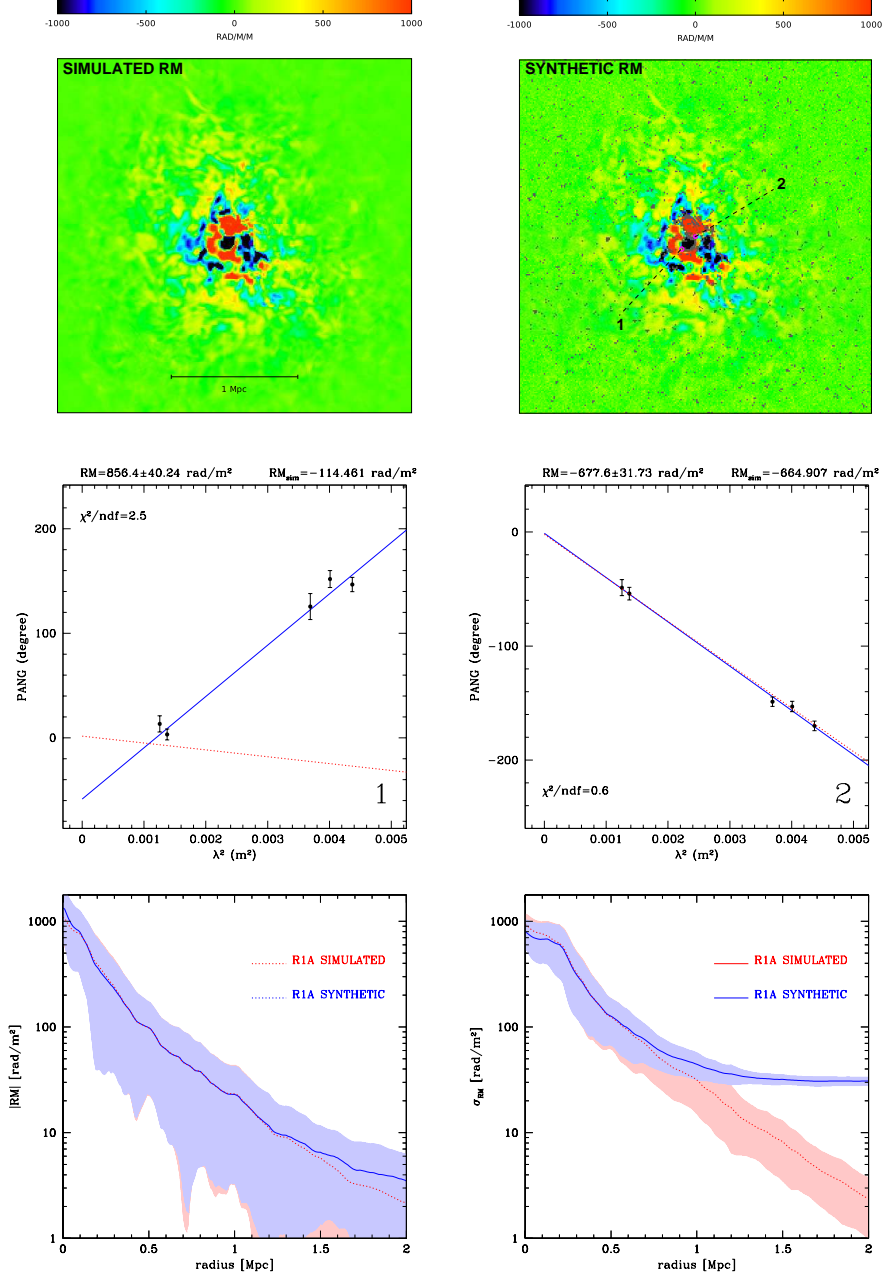 -1000 -500 0 500 1000
RAD/M/M
-1000 -500 0 500 1000
RAD/M/M
SIMULATED RM
1 Mpc
SYNTHETIC RM
2
1
RM=856.4±40.24 rad/m² RMsim=−114.461 rad/m²
χ²/ndf=2.5
200
100
0
PANG (degree)
1
0 0.001 0.002 0.003 0.004 0.005
λ² (m²)
RM=−677.6±31.73 rad/m² RMsim=−664.907 rad/m²
0
−100
−200
PANG (degree)
χ²/ndf=0.6
2
0 0.001 0.002 0.003 0.004 0.005
λ² (m²)
1000
100
10
1
|RM| [rad/m²]
R1A SIMULATED
R1A SYNTHETIC
0 0.5 1 1.5 2
radius [Mpc]
1000
100
10
1
σRM [rad/m²]
R1A SIMULATED
R1A SYNTHETIC
0 0.5 1 1.5 2
radius [Mpc]